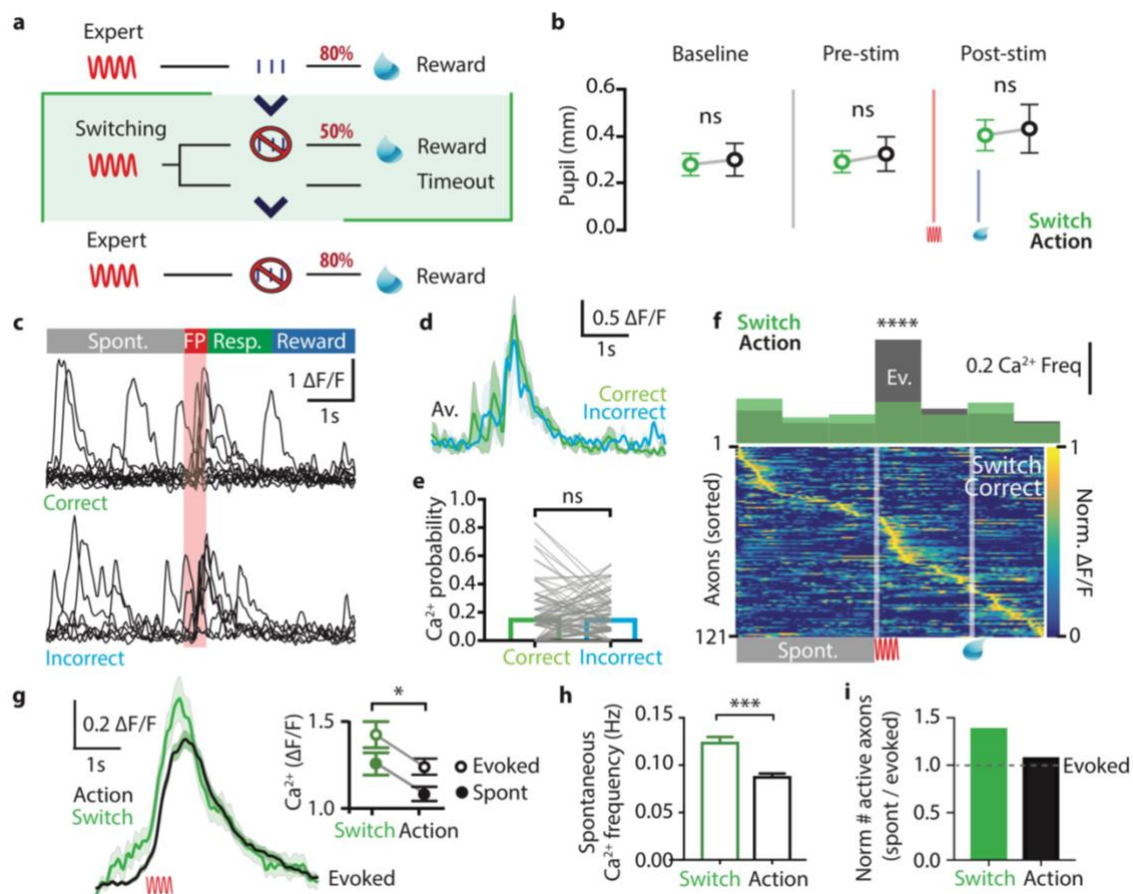 a
Expert
80%
Reward
Switching
50%
Reward
Timeout
Expert
80%
Reward
b
Baseline
Pre-stim
Post-stim
ns
ns
ns
Pupil (mm)
0.6
0.4
0.2
0.0
Switch
Action
c
Spont.
FP
Resp.
Reward
1 ΔF/F
1s
Correct
Incorrect
d
0.5 ΔF/F
1s
Correct
Incorrect
Av.
e
ns
Ca²⁺ probability
1.0
0.8
0.6
0.4
0.2
0.0
Correct
Incorrect
f
Switch
Action
****
Ev.
0.2 Ca²⁺ Freq
Switch
Correct
Axons (sorted)
1
121
1
0
Norm. ΔF/F
Spont.
g
0.2 ΔF/F
1s
Action
Switch
Evoked
*
Ca²⁺ (ΔF/F)
1.5
1.0
Evoked
Spont
Switch
Action
h
***
Spontaneous
Ca²⁺ frequency (Hz)
0.15
0.10
0.05
0.00
Switch
Action
i
Norm # active axons
(spont / evoked)
1.5
1.0
0.5
0.0
Evoked
Switch
Action